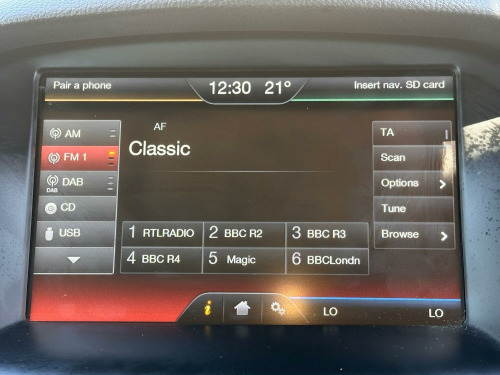 Pair a phone 12:30 21° Insert nav. SD card
AM AF TA
FM 1 Classic Scan
DAB
DAB Options
CD Tune
USB 1 RTLRADIO 2 BBC R2 3 BBC R3 Browse
4 BBC R4 5 Magic 6 BBCLondn
i LO LO